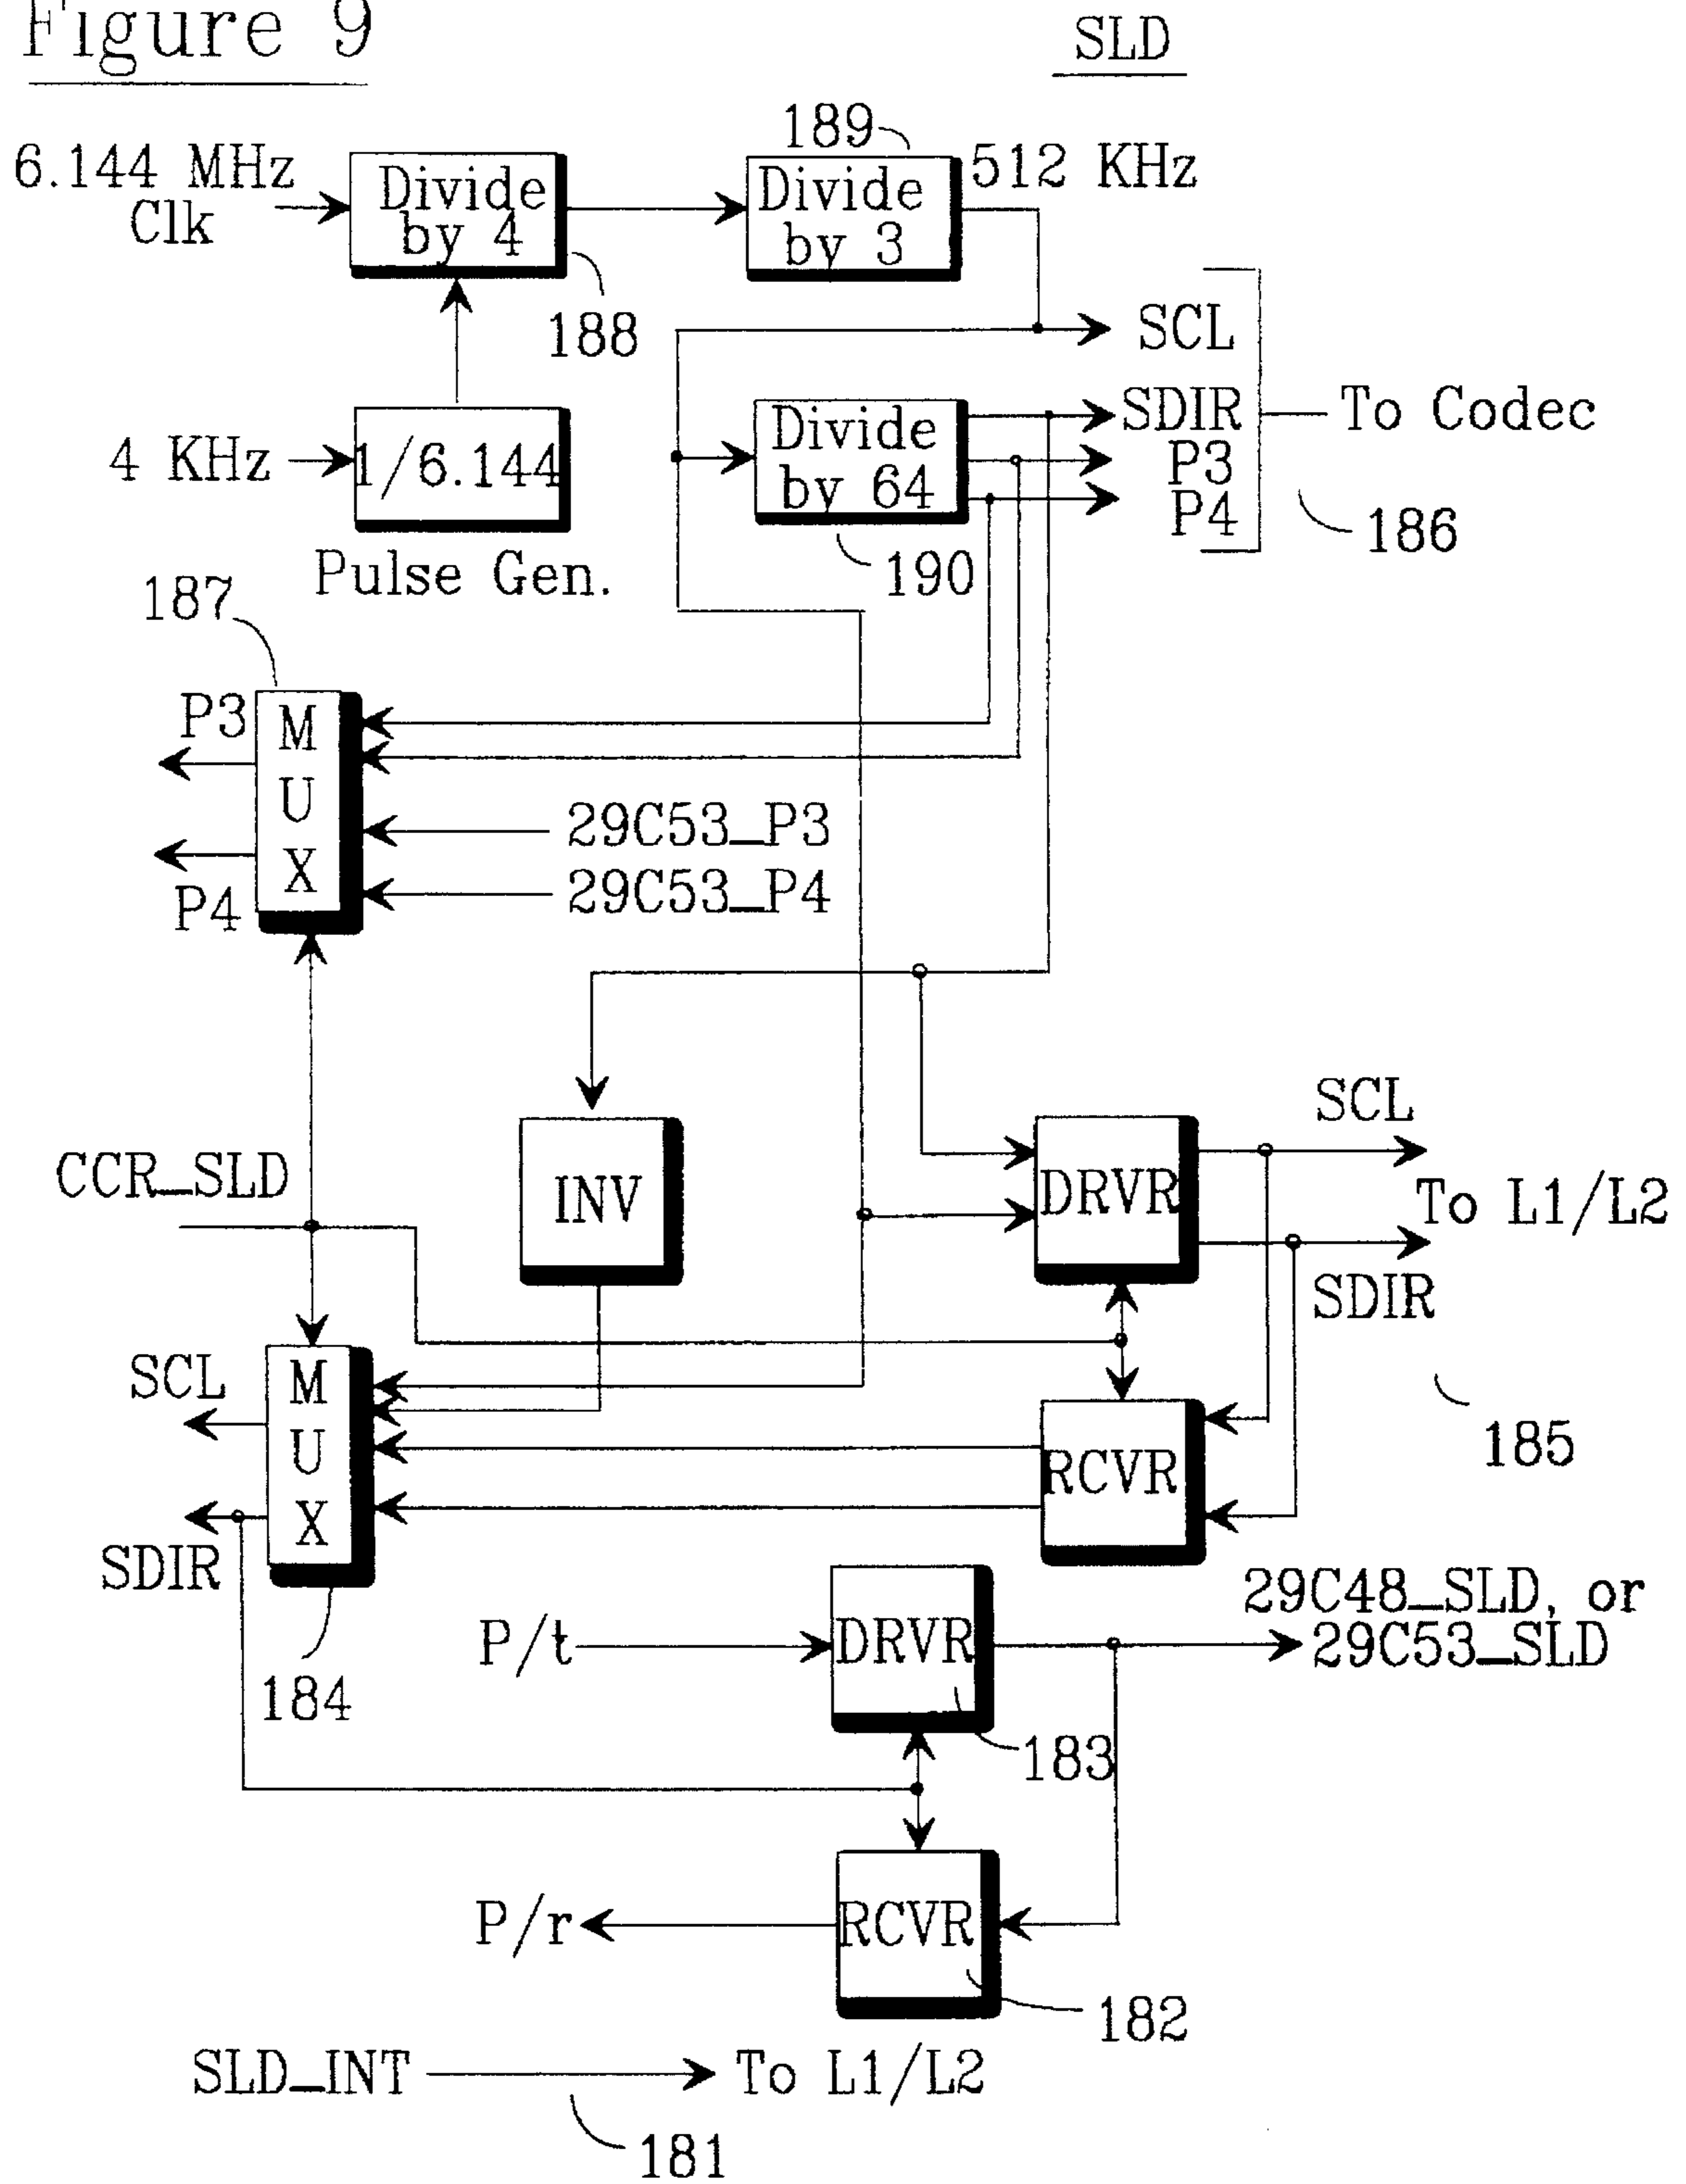 Figure 9
SLD
6.144 MHz
Clk
Divide
by 4
188
189
Divide
by 3
512 KHz
SCL
SDIR
P3
P4
To Codec
186
4 KHz
1/6.144
Pulse Gen.
Divide
by 64
190
187
P3
P4
M
U
X
29C53_P3
29C53_P4
CCR_SLD
INV
DRVR
SCL
To L1/L2
SDIR
185
SCL
SDIR
M
U
X
184
RCVR
P/t
DRVR
183
29C48_SLD, or
29C53_SLD
P/r
RCVR
182
SLD_INT
To L1/L2
181